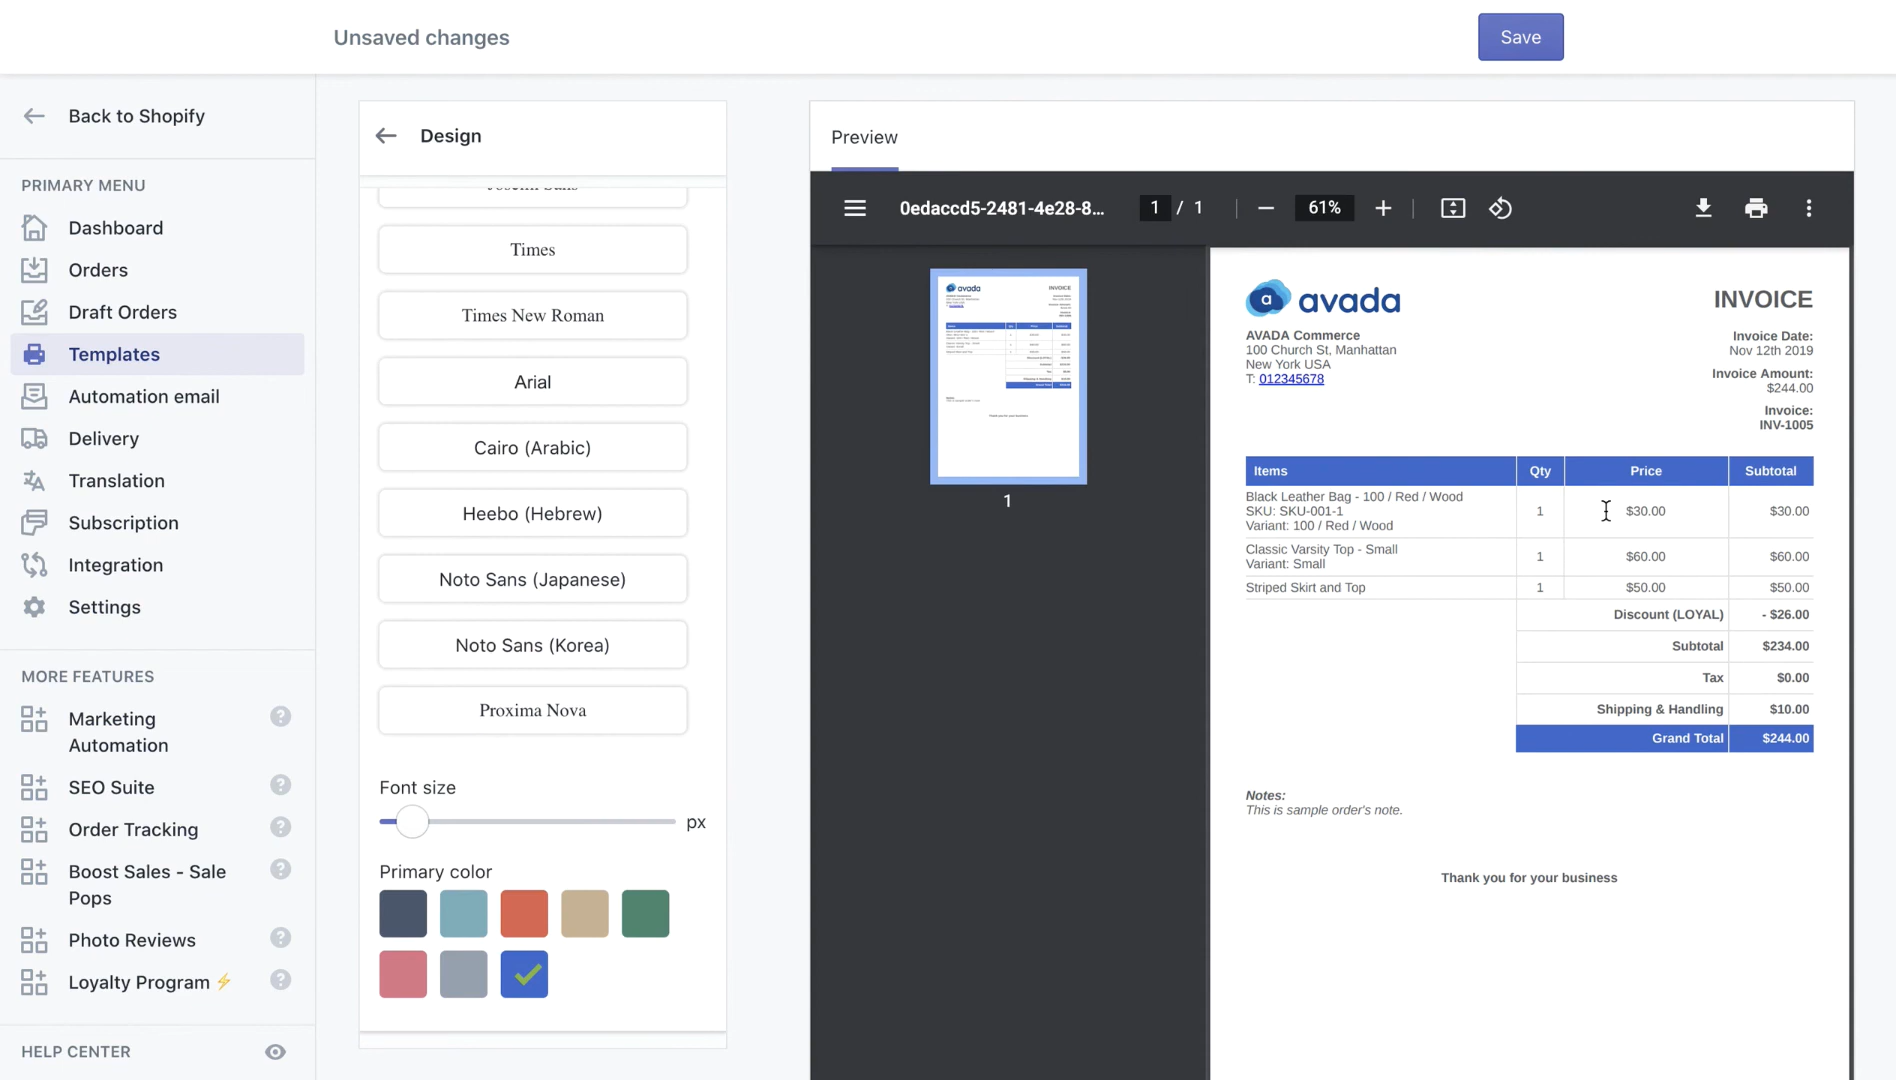 Unsaved changes
Save
Back to Shopify
PRIMARY MENU
Dashboard
Orders
Draft Orders
Templates
Automation email
Delivery
Translation
Subscription
Integration
Settings
MORE FEATURES
Marketing
Automation
?
SEO Suite
?
Order Tracking
?
Boost Sales - Sale
Pops
?
Photo Reviews
?
Loyalty Program⚡
?
HELP CENTER
Design
Times
Times New Roman
Arial
Cairo (Arabic)
Heebo (Hebrew)
Noto Sans (Japanese)
Noto Sans (Korea)
Proxima Nova
Font size
px
Primary color
Preview
0edaccd5-2481-4e28-8...
1 / 1
61%
avada
INVOICE
1
a avada
INVOICE
AVADA Commerce
100 Church St, Manhattan
New York USA
T: 012345678
Invoice Date:
Nov 12th 2019
Invoice Amount:
$244.00
Invoice:
INV-1005
Items Qty Price Subtotal
Black Leather Bag - 100 / Red / Wood
SKU: SKU-001-1
Variant: 100 / Red / Wood
1 $30.00 $30.00
Classic Varsity Top - Small
Variant: Small
1 $60.00 $60.00
Striped Skirt and Top 1 $50.00 $50.00
Discount (LOYAL) - $26.00
Subtotal $234.00
Tax $0.00
Shipping & Handling $10.00
Grand Total $244.00
Notes:
This is sample order's note.
Thank you for your business